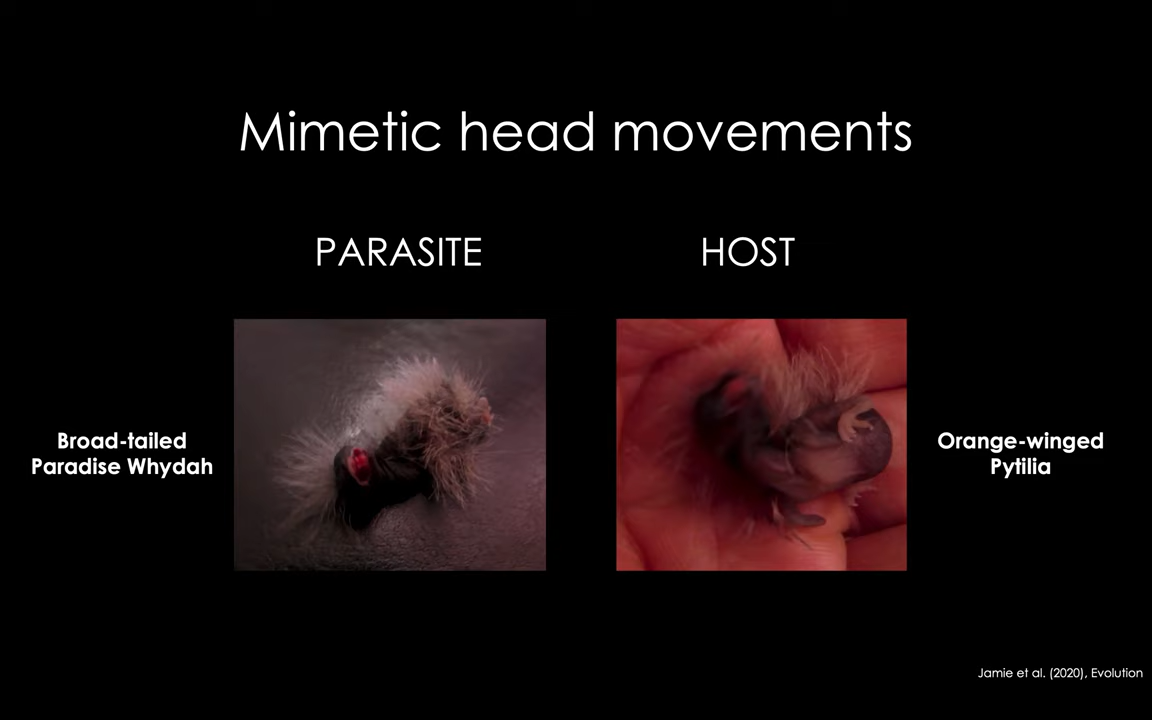 Mimetic head movements
PARASITE
HOST
Broad-tailed
Paradise Whydah
Orange-winged
Pytilia
Jamie et al. (2020), Evolution